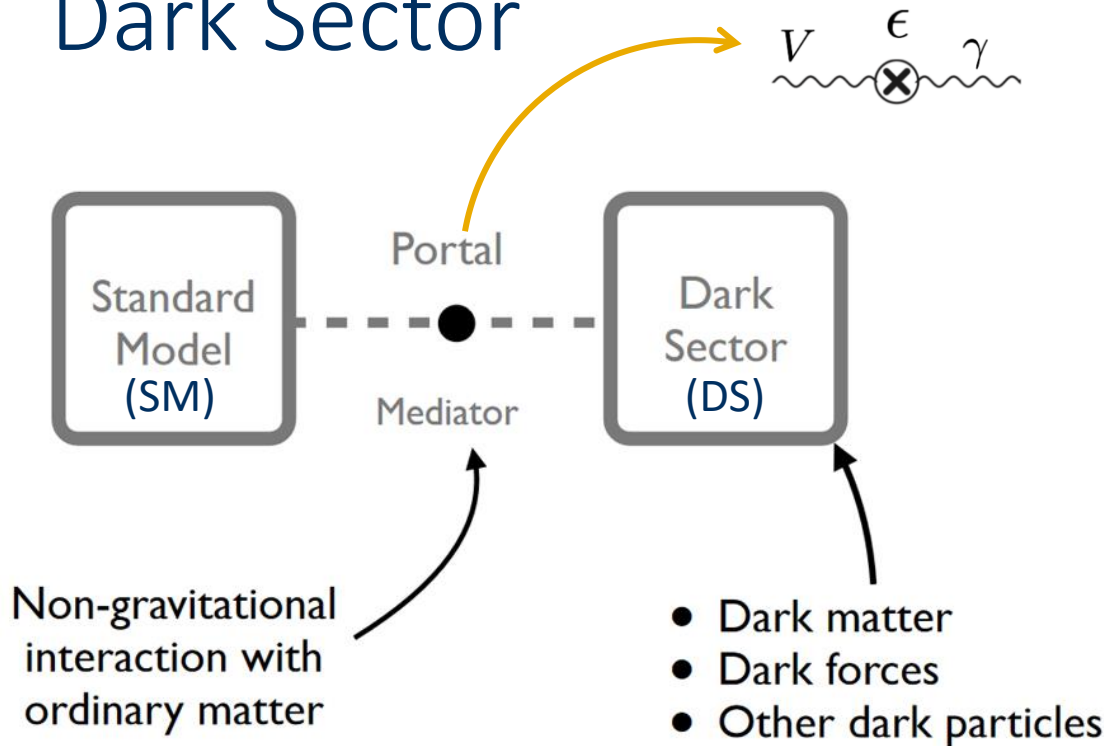 Dark Sector
V ϵ γ
Portal
Standard
Model
(SM)
Mediator
Dark
Sector
(DS)
Non-gravitational
interaction with
ordinary matter
• Dark matter
• Dark forces
• Other dark particles